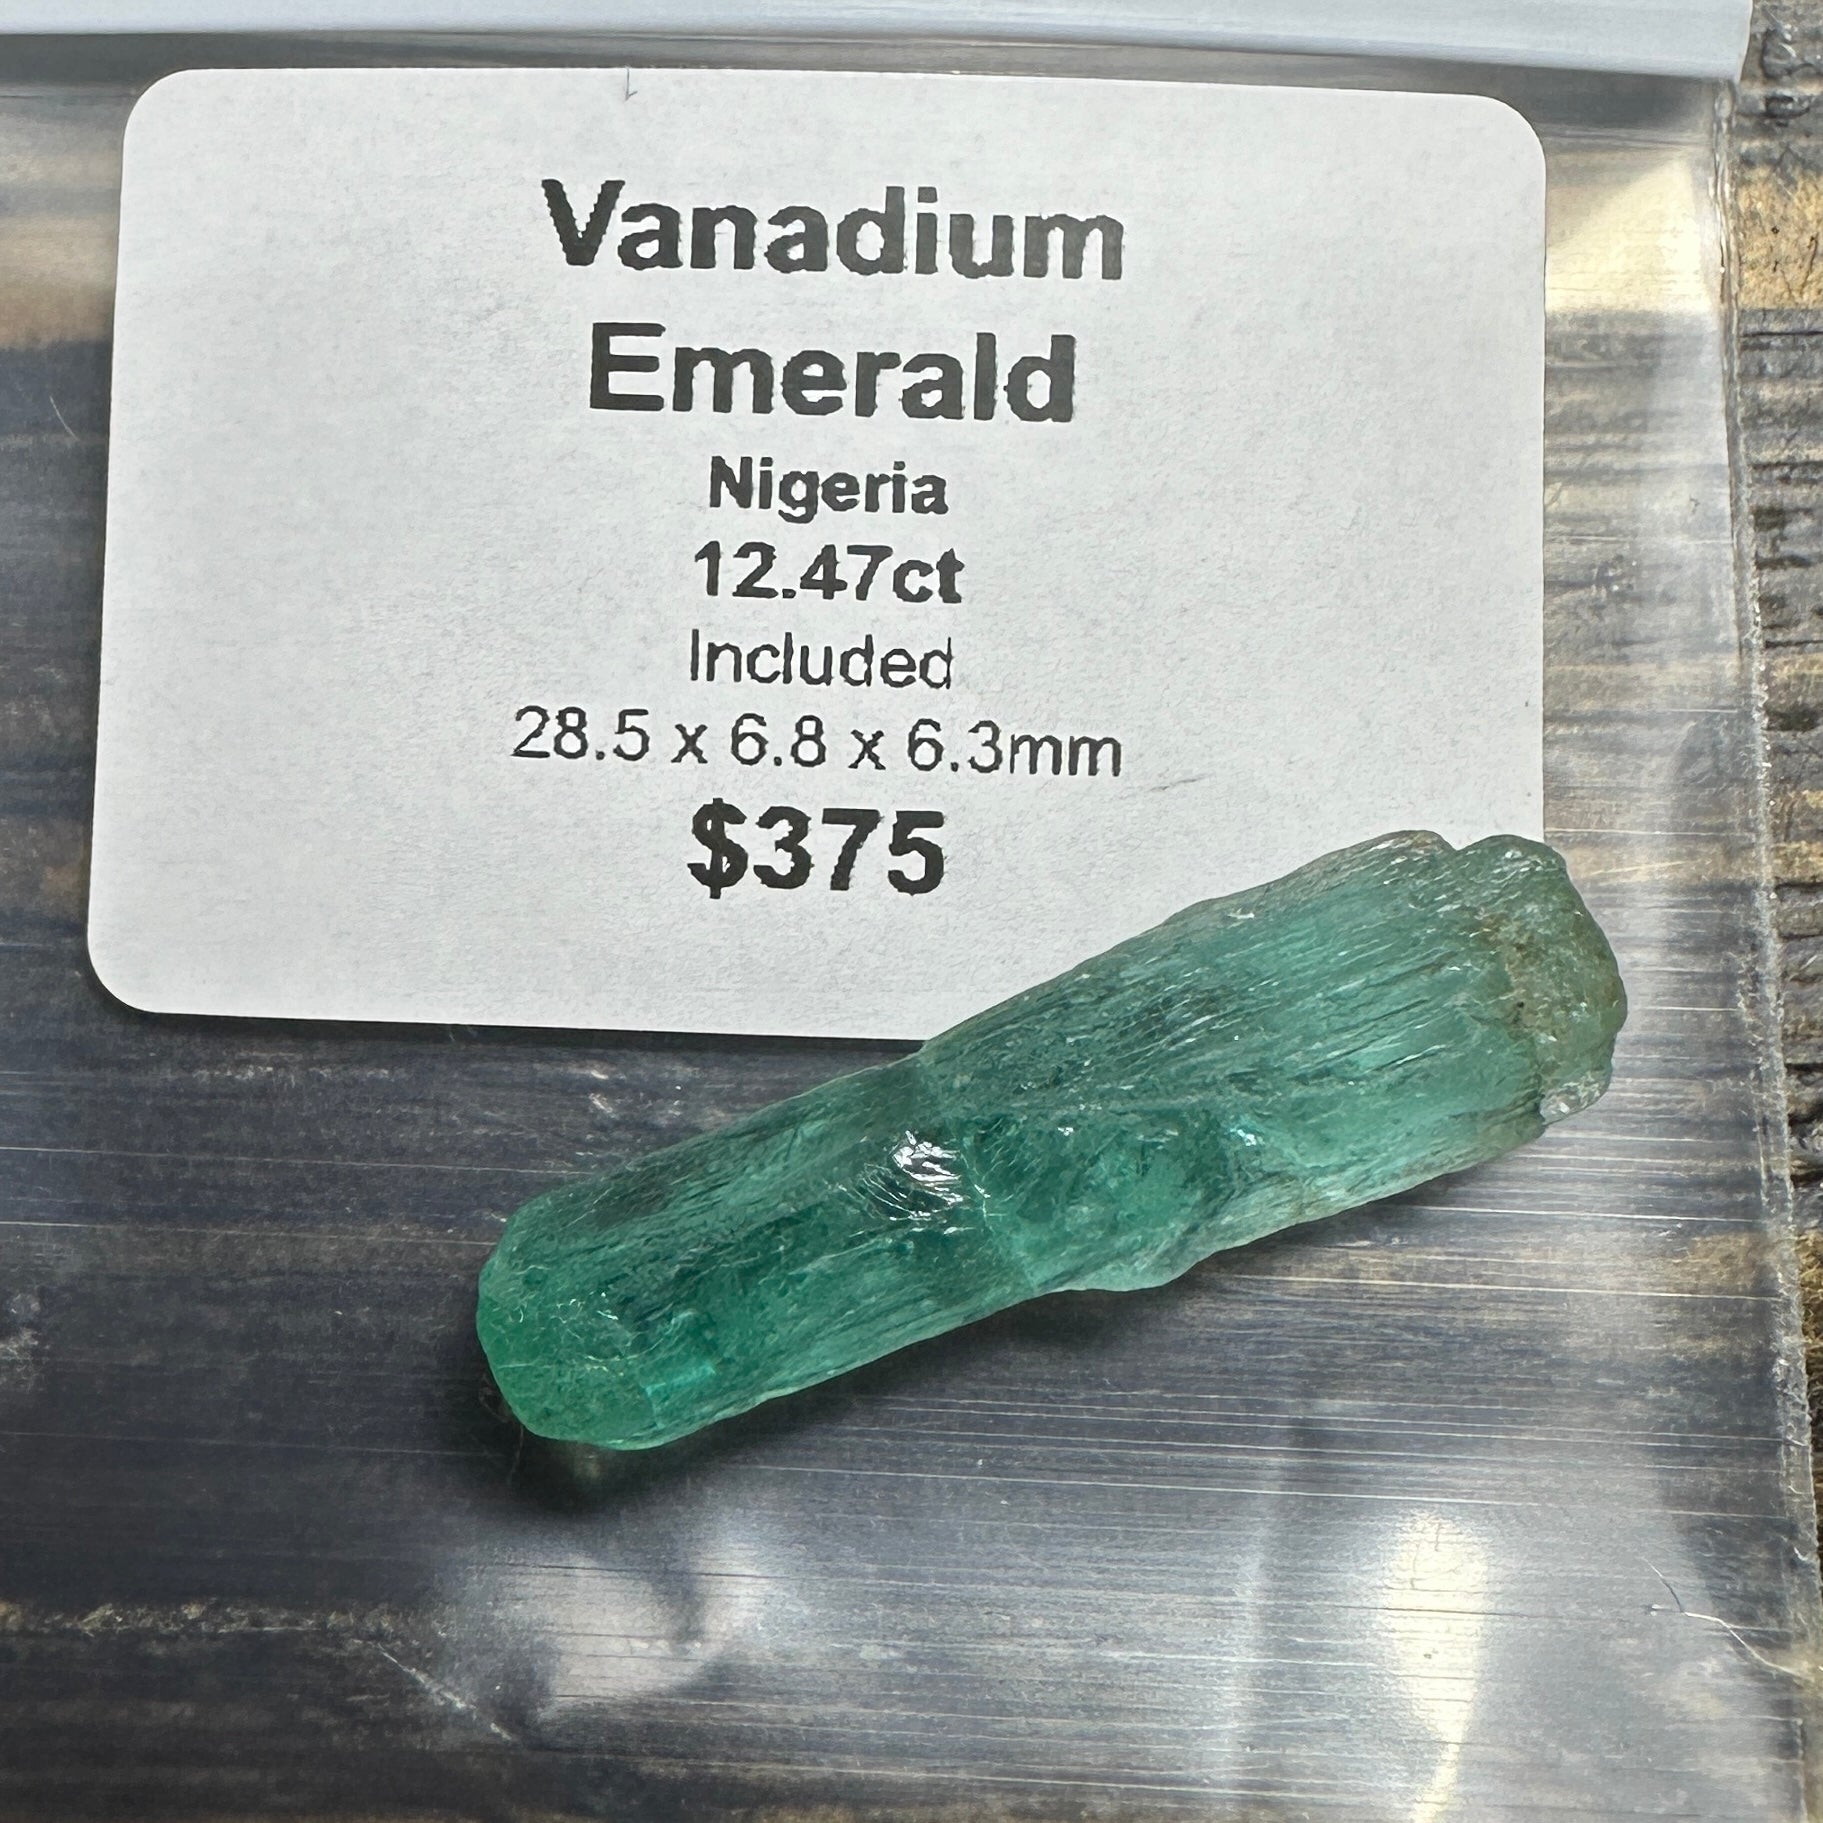 Vanadium
Emerald
Nigeria
12.47ct
Included
28.5 x 6.8 x 6.3mm
$375